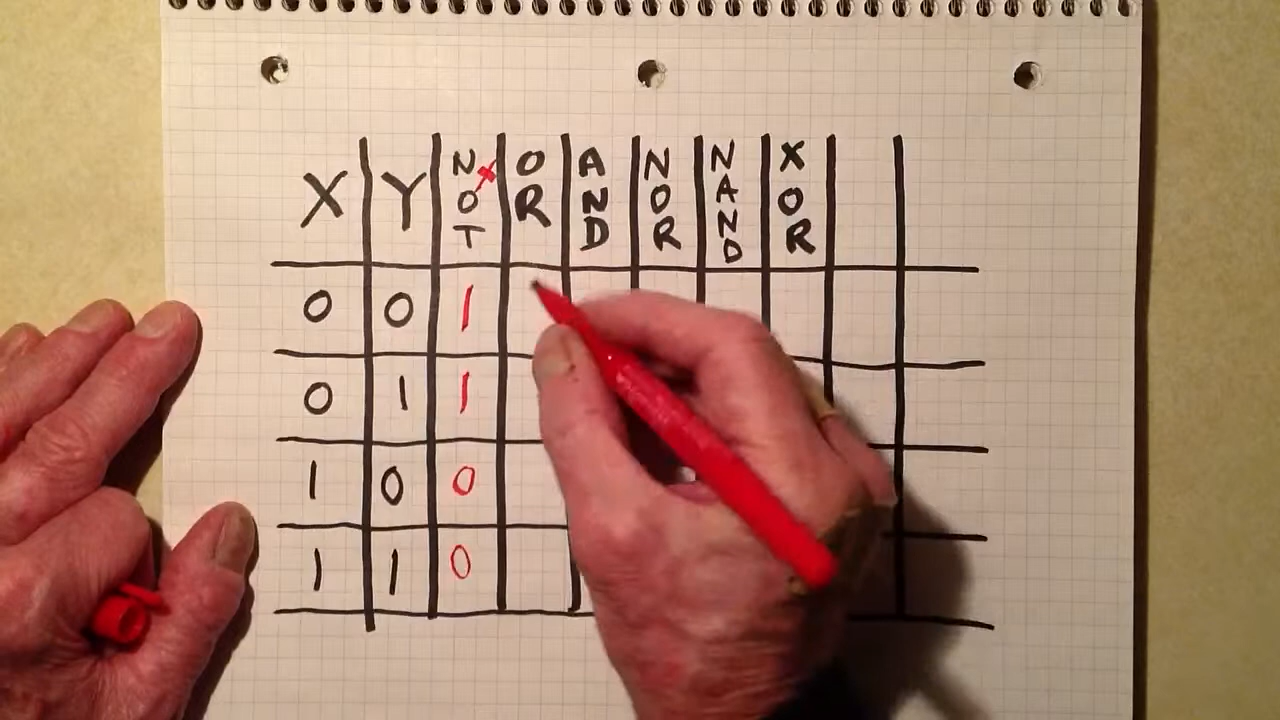 X Y NOT X OR AND NOR NAND XOR
0 0 1
0 1 1
1 0 0
1 1 0